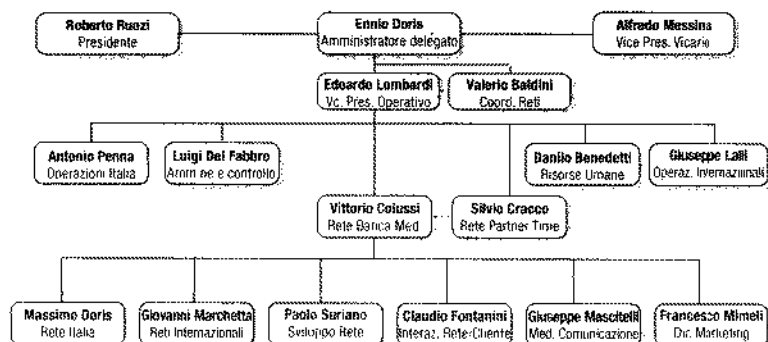 Roberto Ruozi
Presidente
Ennio Doris
Amministratore delegato
Alfredo Messina
Vice Pres. Vicario
Edoardo Lombardi
Vc. Pres. Operativo
Valerio Baldini
Coord. Reti
Antonio Penna
Operazioni Italia
Luigi Del Fabbro
Amm.ne e controllo
Danilo Benedetti
Risorse Umane
Giuseppe Lalli
Operaz. Internazionali
Vittorio Colussi
Rete Banca Med.
Silvio Cracco
Rete Partner Time
Massimo Doris
Rete Italia
Giovanni Marchetta
Reti Internazionali
Paolo Suriano
Sviluppo Rete
Claudio Fontanini
Interaz. Rete-Cliente
Giuseppe Mascitelli
Med. Comunicazione
Francesco Mimeli
Dir. Marketing